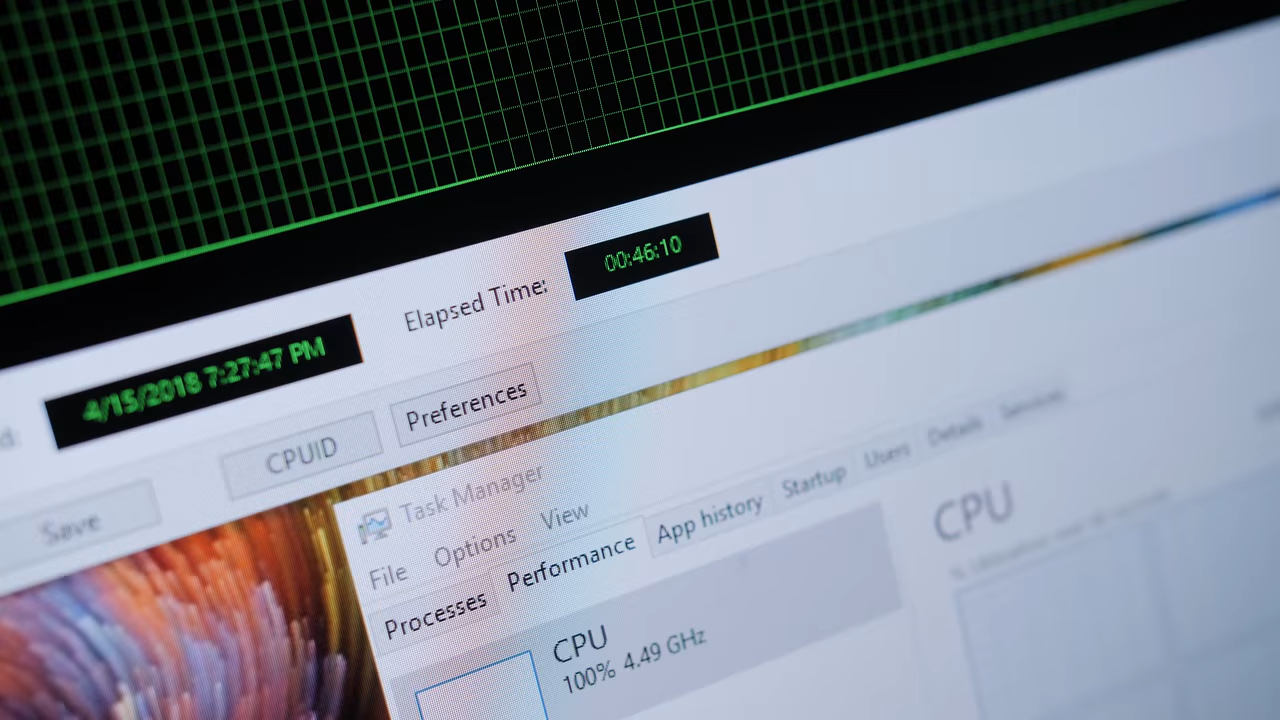 Elapsed Time: 00:46:10
4/15/2018 7:27:47 PM
Save CPUID Preferences
Task Manager
File Options View
Processes Performance App history Startup Users Details Services
CPU
100% 4.49 GHz
CPU